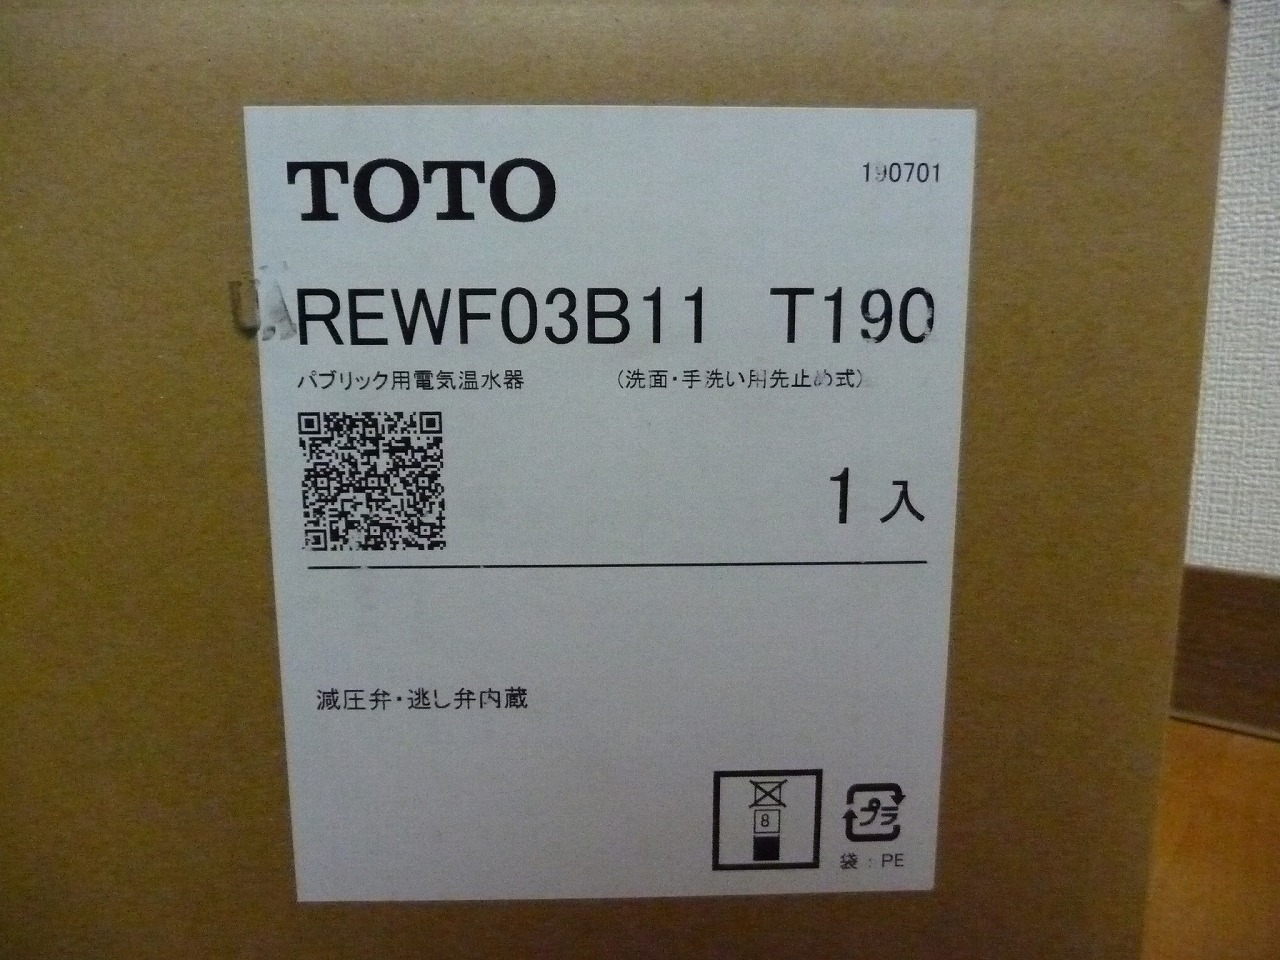 TOTO
190701
REWF03B11 T190
パブリック用電気温水器 (洗面・手洗い用先止め式)
1入
減圧弁・逃し弁内蔵
8
プラ
袋:PE